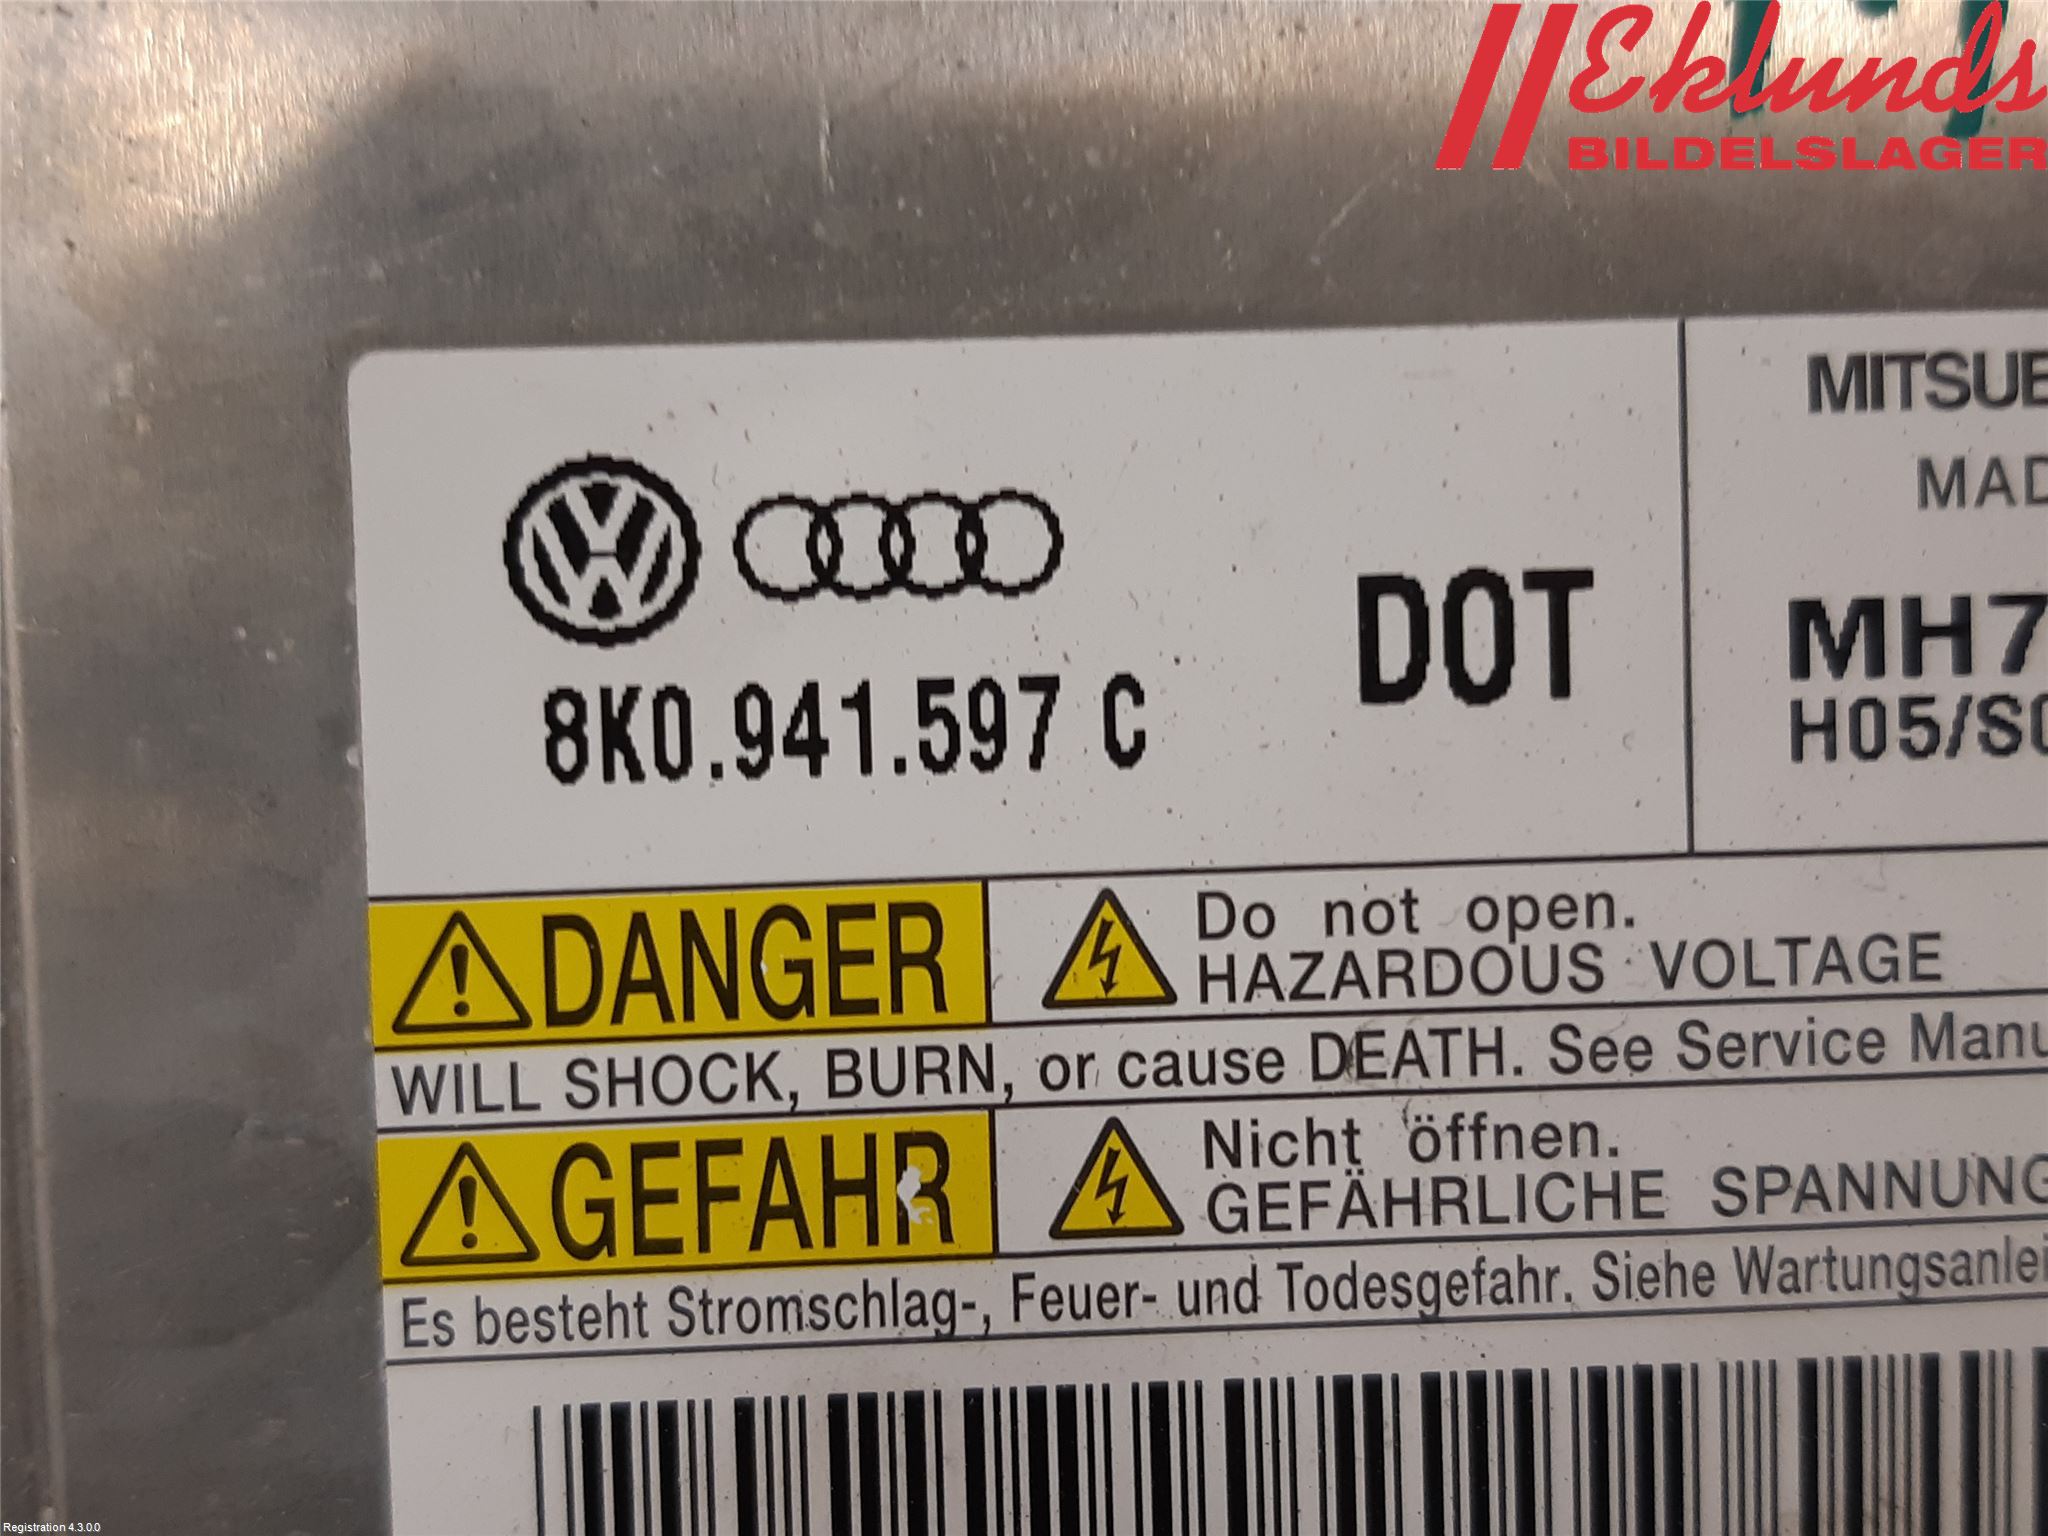 Eklunds
BILDELSLAGER
MITSUB
MAD
DOT
MH7
8K0.941.597 C
H05/S0
DANGER
Do not open.
HAZARDOUS VOLTAGE
WILL SHOCK, BURN, or cause DEATH. See Service Manu
GEFAHR
Nicht öffnen.
GEFÄHRLICHE SPANNUNG
Es besteht Stromschlag-, Feuer- und Todesgefahr. Siehe Wartungsanlei
Registration 4.3.0.0